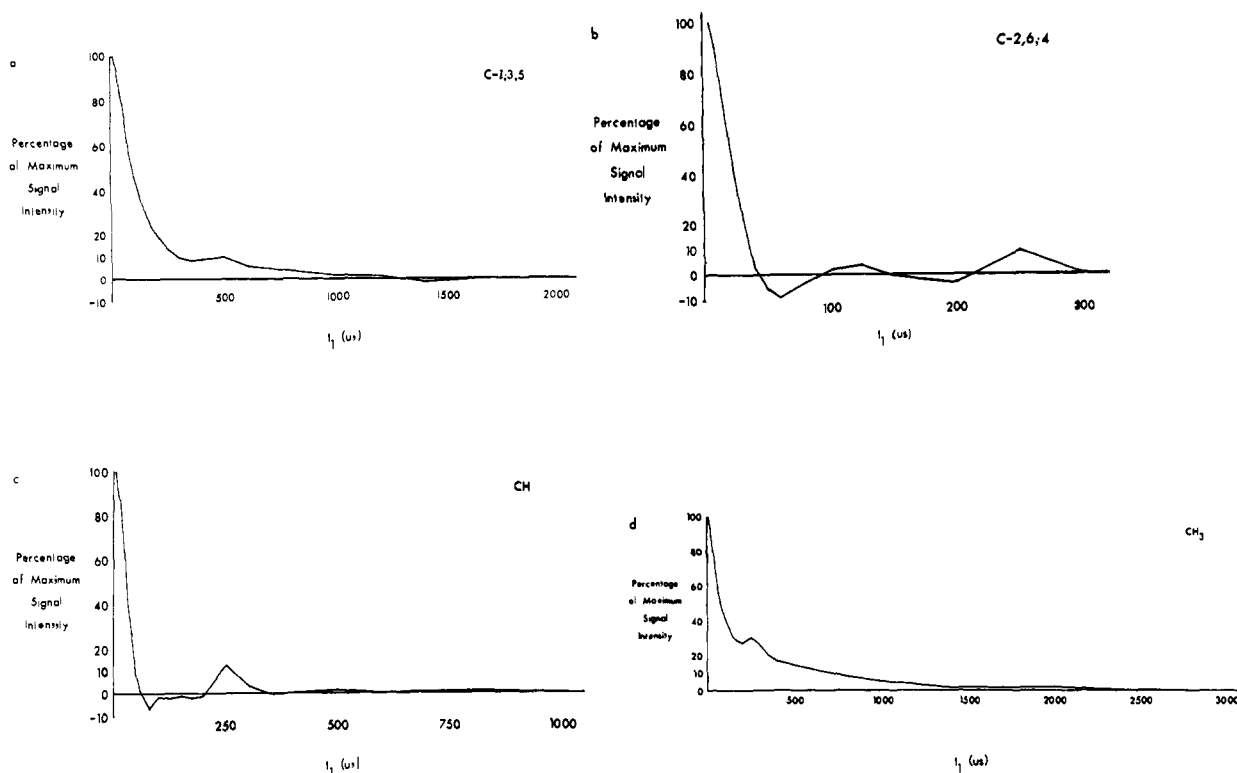 a
C-1,3,5
100
80
60
40
20
10
0
-10
Percentage
of Maximum
Signal
Intensity
500
1000
1500
2000
t₁ (us)
b
C-2,6,4
100
80
60
40
20
10
0
-10
Percentage
of Maximum
Signal
Intensity
100
200
300
t₁ (us)
c
CH
100
80
60
40
20
10
0
-10
Percentage
of Maximum
Signal
Intensity
250
500
750
1000
t₁ (us)
d
CH₃
100
80
60
40
20
0
Percentage
of Maximum
Signal
Intensity
500
1000
1500
2000
2500
3000
t₁ (us)